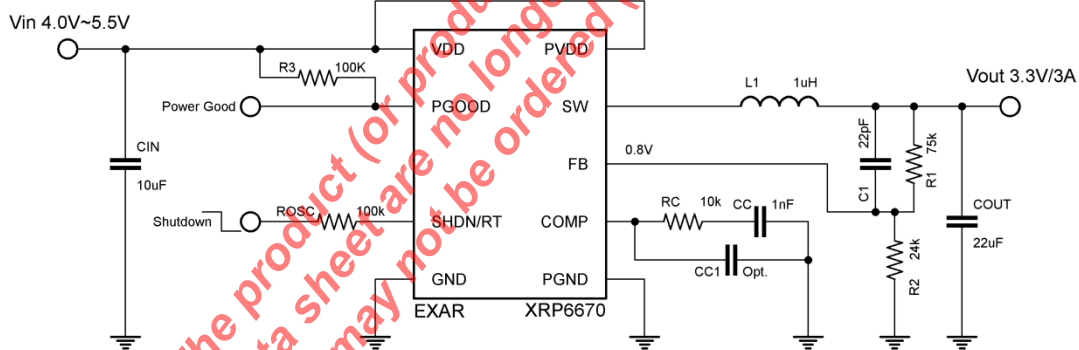 Vin 4.0V~5.5V
VDD
PVDD
R3
100K
Power Good
PGOOD
SW
L1
1uH
Vout 3.3V/3A
CIN
10uF
FB
0.8V
22pF
C1
75k
R1
Shutdown
ROSC
100k
SHDN/RT
COMP
RC
10k
CC
1nF
CC1
Opt.
COUT
22uF
24k
R2
GND
PGND
EXAR
XRP6670
he product (or produ
ta sheet are no longe
may not be ordered (